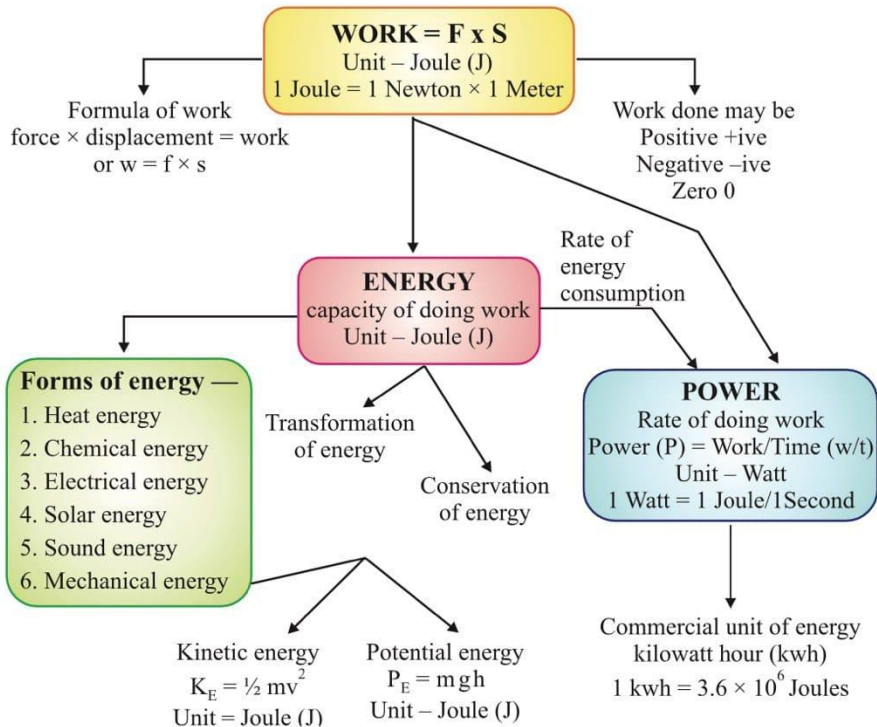 WORK = F x S
Unit – Joule (J)
1 Joule = 1 Newton × 1 Meter
Formula of work
force × displacement = work
or w = f × s
Work done may be
Positive +ive
Negative –ive
Zero 0
Rate of
energy
consumption
ENERGY
capacity of doing work
Unit – Joule (J)
Forms of energy —
1. Heat energy
2. Chemical energy
3. Electrical energy
4. Solar energy
5. Sound energy
6. Mechanical energy
Transformation
of energy
Conservation
of energy
POWER
Rate of doing work
Power (P) = Work/Time (w/t)
Unit – Watt
1 Watt = 1 Joule/1Second
Kinetic energy
K_E = ½ mv²
Unit = Joule (J)
Potential energy
P_E = m g h
Unit – Joule (J)
Commercial unit of energy
kilowatt hour (kwh)
1 kwh = 3.6 × 10⁶ Joules